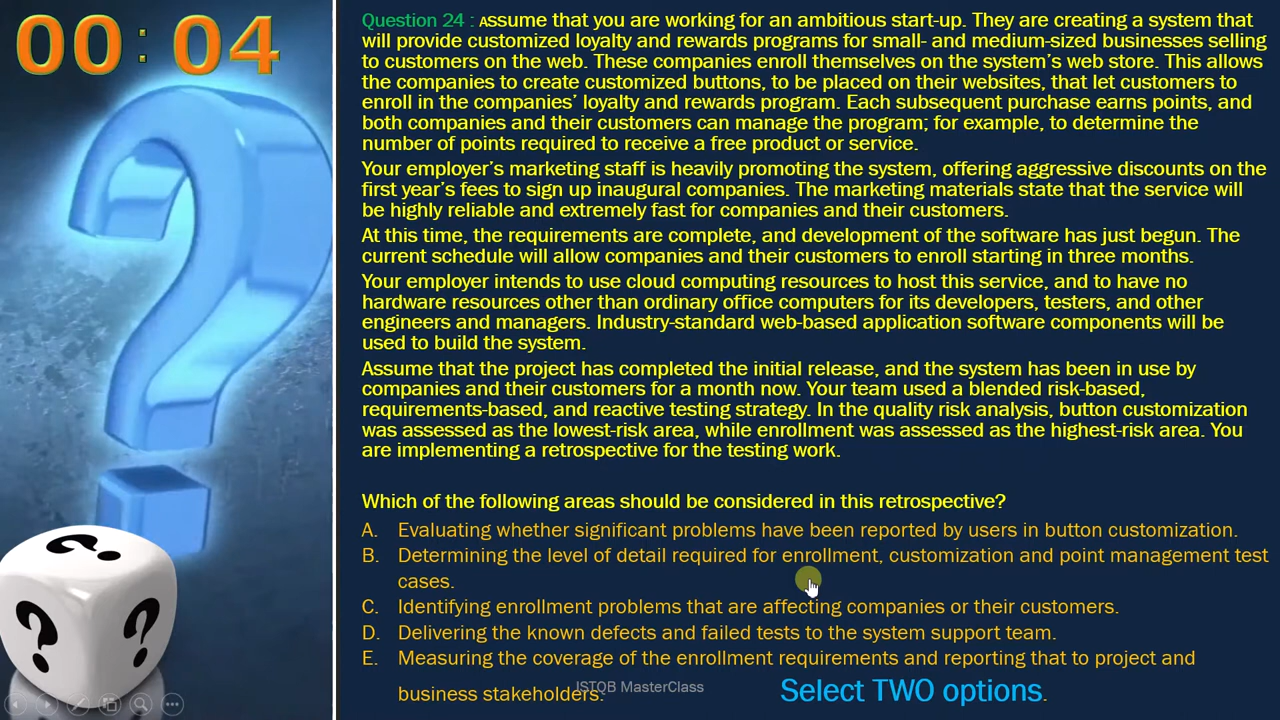 00:04
Question 24 : Assume that you are working for an ambitious start-up. They are creating a system that
will provide customized loyalty and rewards programs for small- and medium-sized businesses selling
to customers on the web. These companies enroll themselves on the system's web store. This allows
the companies to create customized buttons, to be placed on their websites, that let customers to
enroll in the companies' loyalty and rewards program. Each subsequent purchase earns points, and
both companies and their customers can manage the program; for example, to determine the
number of points required to receive a free product or service.
Your employer's marketing staff is heavily promoting the system, offering aggressive discounts on the
first year's fees to sign up inaugural companies. The marketing materials state that the service will
be highly reliable and extremely fast for companies and their customers.
At this time, the requirements are complete, and development of the software has just begun. The
current schedule will allow companies and their customers to enroll starting in three months.
Your employer intends to use cloud computing resources to host this service, and to have no
hardware resources other than ordinary office computers for its developers, testers, and other
engineers and managers. Industry-standard web-based application software components will be
used to build the system.
Assume that the project has completed the initial release, and the system has been in use by
companies and their customers for a month now. Your team used a blended risk-based,
requirements-based, and reactive testing strategy. In the quality risk analysis, button customization
was assessed as the lowest-risk area, while enrollment was assessed as the highest-risk area. You
are implementing a retrospective for the testing work.
Which of the following areas should be considered in this retrospective?
A. Evaluating whether significant problems have been reported by users in button customization.
B. Determining the level of detail required for enrollment, customization and point management test
cases.
C. Identifying enrollment problems that are affecting companies or their customers.
D. Delivering the known defects and failed tests to the system support team.
E. Measuring the coverage of the enrollment requirements and reporting that to project and
business stakeholders.
ISTQB MasterClass
Select TWO options.